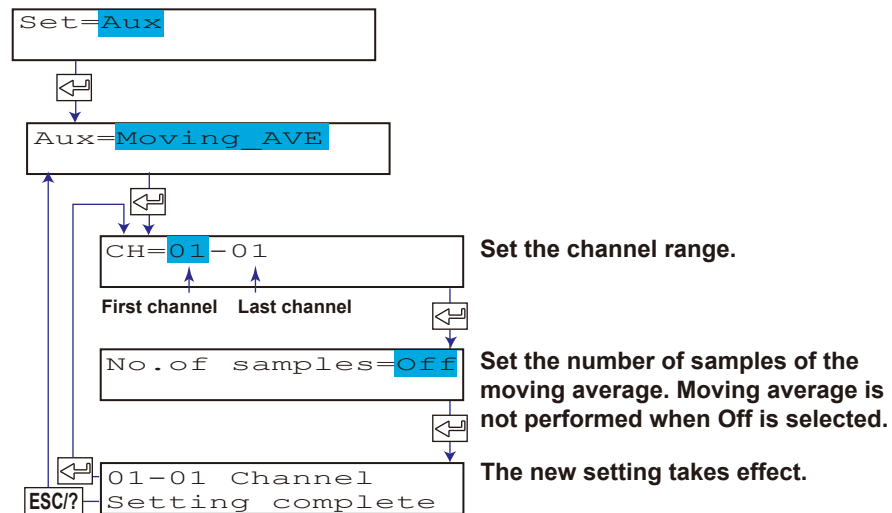 Set=Aux
Aux=Moving_AVE
CH=01-01
Set the channel range.
First channel Last channel
No.of samples=Off
Set the number of samples of the
moving average. Moving average is
not performed when Off is selected.
01-01 Channel
Setting complete
The new setting takes effect.
ESC/?